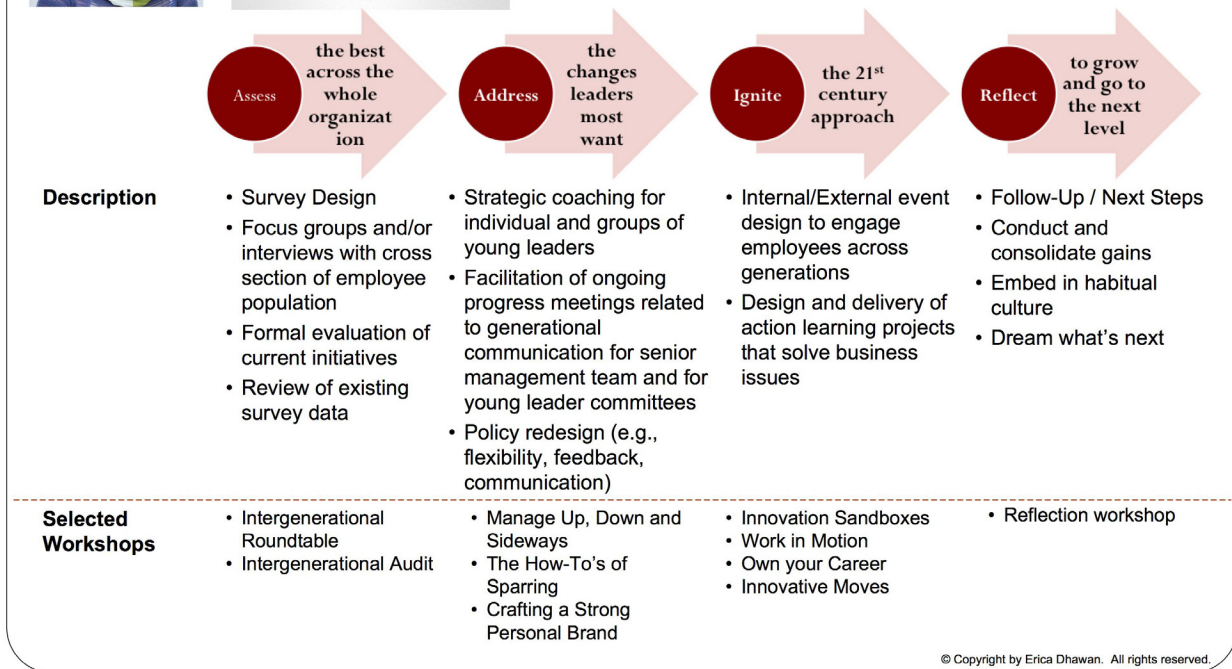 Assess
the best
across the
whole
organizat
ion
Address
the
changes
leaders
most
want
Ignite
the 21st
century
approach
Reflect
to grow
and go to
the next
level
Description
• Survey Design
• Focus groups and/or
interviews with cross
section of employee
population
• Formal evaluation of
current initiatives
• Review of existing
survey data
• Strategic coaching for
individual and groups of
young leaders
• Facilitation of ongoing
progress meetings related
to generational
communication for senior
management team and for
young leader committees
• Policy redesign (e.g.,
flexibility, feedback,
communication)
• Internal/External event
design to engage
employees across
generations
• Design and delivery of
action learning projects
that solve business
issues
• Follow-Up / Next Steps
• Conduct and
consolidate gains
• Embed in habitual
culture
• Dream what’s next
Selected
Workshops
• Intergenerational
Roundtable
• Intergenerational Audit
• Manage Up, Down and
Sideways
• The How-To’s of
Sparring
• Crafting a Strong
Personal Brand
• Innovation Sandboxes
• Work in Motion
• Own your Career
• Innovative Moves
• Reflection workshop
© Copyright by Erica Dhawan. All rights reserved.